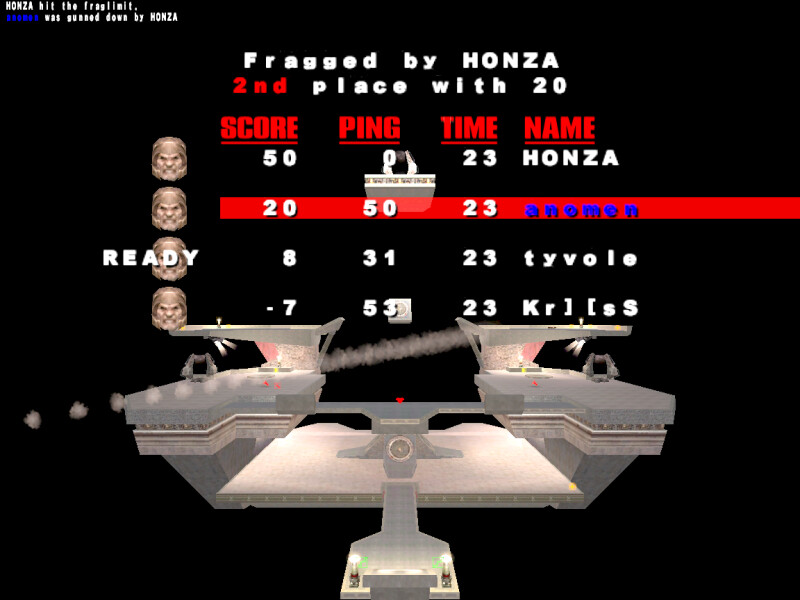 HONZA hit the fraglimit.
anomen was gunned down by HONZA
Fragged by HONZA
2nd place with 20
SCORE PING TIME NAME
50 0 23 HONZA
20 50 23 anomen
READY 8 31 23 tyvole
-7 53 23 Kr][sS